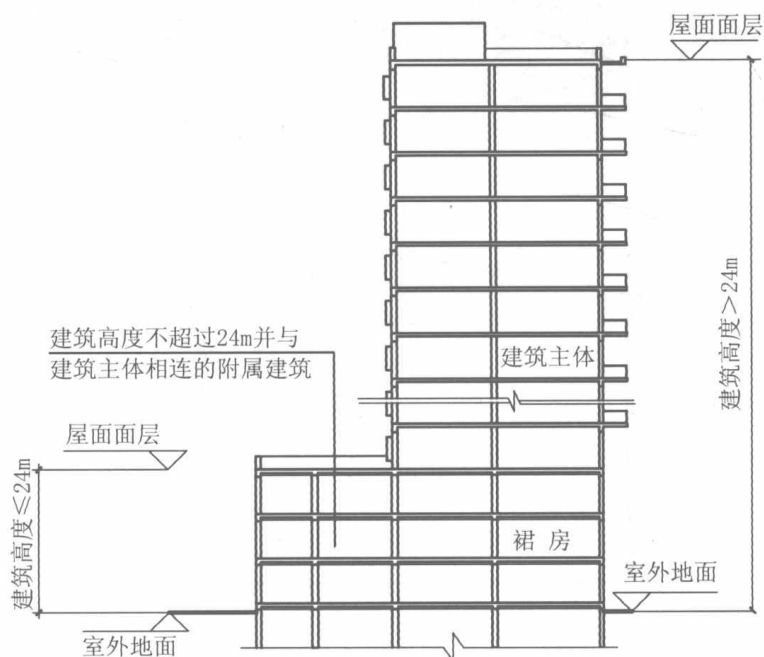 屋面面层
建筑高度＞24m
建筑高度不超过24m并与
建筑主体相连的附属建筑
建筑主体
屋面面层
建筑高度≤24m
裙 房
室外地面
室外地面